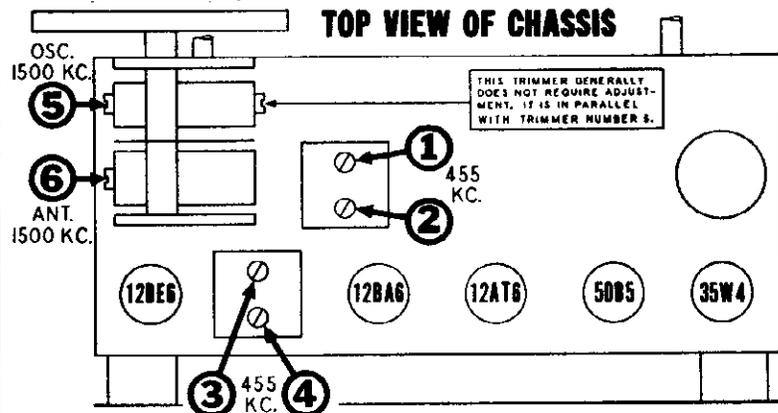 TOP VIEW OF CHASSIS
OSC.
1500 KC.
5
6
ANT.
1500 KC.
THIS TRIMMER GENERALLY
DOES NOT REQUIRE ADJUST-
MENT. IT IS IN PARALLEL
WITH TRIMMER NUMBER 5.
1
455
KC.
2
12BE6
12BA6
12AT6
50B5
35W4
3
455
KC.
4